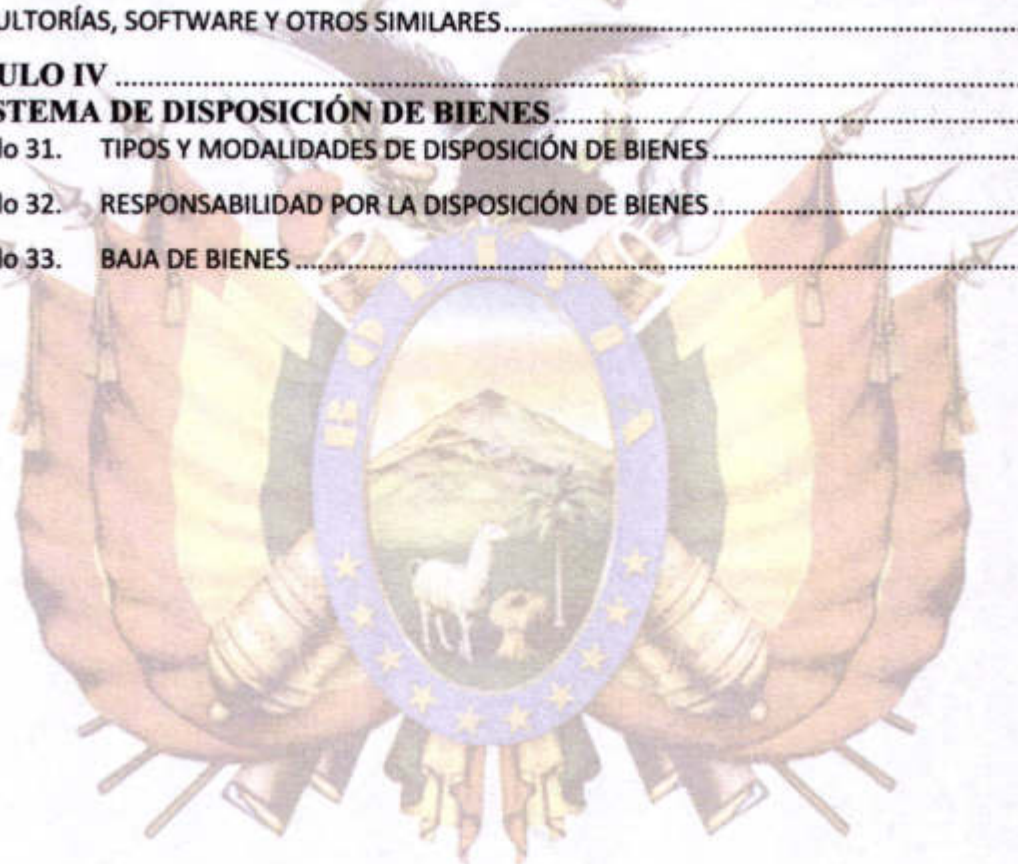 ULTORÍAS, SOFTWARE Y OTROS SIMILARES
ULO IV
STEMA DE DISPOSICIÓN DE BIENES
lo 31. TIPOS Y MODALIDADES DE DISPOSICIÓN DE BIENES
lo 32. RESPONSABILIDAD POR LA DISPOSICIÓN DE BIENES
lo 33. BAJA DE BIENES
BOLIVIA